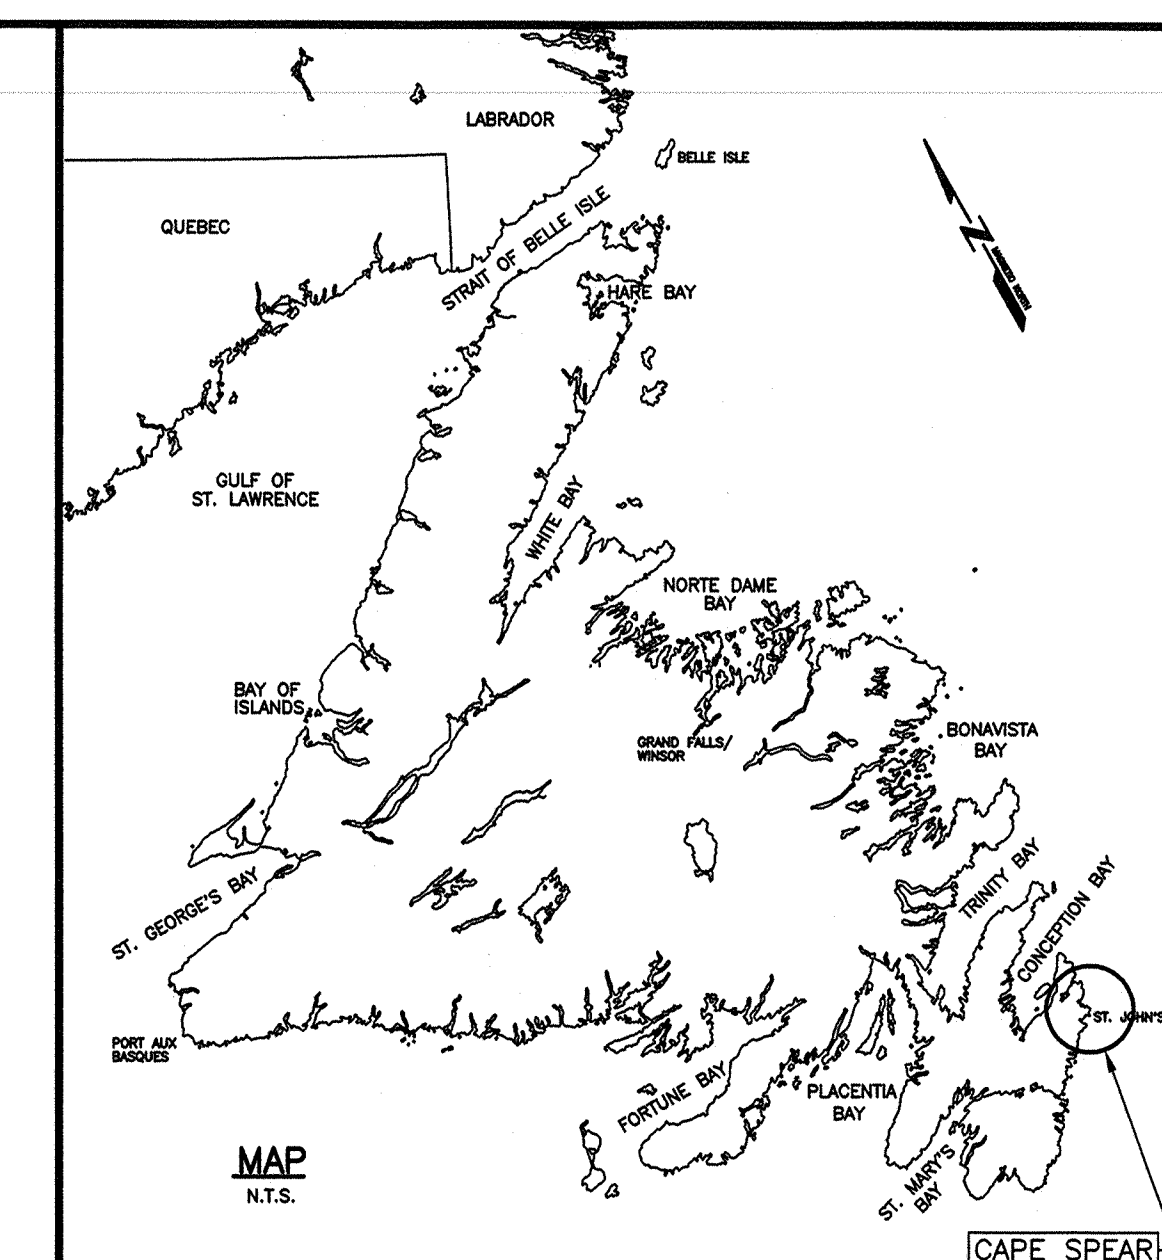 LABRADOR
BELLE ISLE
QUEBEC
STRAIT OF BELLE ISLE
HARE BAY
MAGNETIC NORTH
GULF OF
ST. LAWRENCE
WHITE BAY
NORTE DAME
BAY
BAY OF
ISLANDS
GRAND FALLS/
WINSOR
BONAVISTA
BAY
TRINITY BAY
CONCEPTION BAY
ST. GEORGE'S BAY
ST. JOHN'S
PORT AUX
BASQUES
FORTUNE BAY
PLACENTIA
BAY
ST. MARY'S
BAY
MAP
N.T.S.
CAPE SPEAR